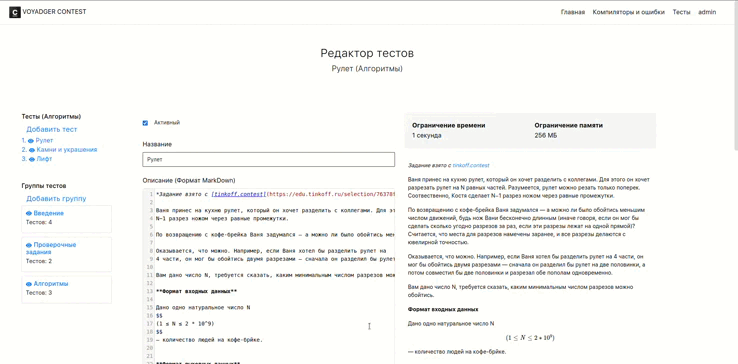 C VOYADGER CONTEST
Главная Компиляторы и ошибки Тесты admin
Редактор тестов
Рулет (Алгоритмы)
Тесты (Алгоритмы)
Добавить тест
1. Рулет
2. Камни и украшения
3. Лифт
Группы тестов
Добавить группу
Введение
Тестов: 4
Проверочные
задания
Тестов: 2
Алгоритмы
Тестов: 3
Активный
Название
Рулет
Описание (Формат MarkDown)
1 *Задание взято с [tinkoff.contest](https://edu.tinkoff.ru/selection/76378
2
3 Ваня принес на кухню рулет, который он хочет разделить с коллегами. Для эт
4 N−1 разрез ножом через равные промежутки.
5
6 По возвращению с кофе-брейка Ваня задумался — а можно ли было обойтись мен
7
8 Оказывается, что можно. Например, если Ваня хотел бы разделить рулет на
9 4 части, он мог бы обойтись двумя разрезами — сначала он разделил бы рулет
10
11 Вам дано число N, требуется сказать, каким минимальным числом разрезов мож
12
13 **Формат входных данных**
14
15 Дано одно натуральное число N
16 $$
17 (1 ≤ N ≤ 2 * 10^9)
18 $$
19 — количество людей на кофе-брйке.
20
21
Ограничение времени
1 секунда
Ограничение памяти
256 МБ
Задание взято с tinkoff.contest
Ваня принес на кухню рулет, который он хочет разделить с коллегами. Для этого он хочет
разрезать рулет на N равных частей. Разумеется, рулет можно резать только поперек.
Соотвественно, Костя сделает N−1 разрез ножом через равные промежутки.
По возвращению с кофе-брейка Ваня задумался — а можно ли было обойтись меньшим
числом движений, будь нож Вани бесконечно длинным (иначе говоря, если он мог бы
сделать сколько угодно разрезов за раз, если эти разрезы лежат на одной прямой)?
Считается, что места для разрезов намечены заранее, и все разрезы делаются с
ювелирной точностью.
Оказывается, что можно. Например, если Ваня хотел бы разделить рулет на 4 части, он
мог бы обойтись двумя разрезами — сначала он разделил бы рулет на две половинки, а
потом совместил бы две половинки и разрезал обе пополам одновременно.
Вам дано число N, требуется сказать, каким минимальным числом разрезов можно
обойтись.
Формат входных данных
Дано одно натуральное число N
(1 ≤ N ≤ 2 ∗ 10⁹)
— количество людей на кофе-брйке.